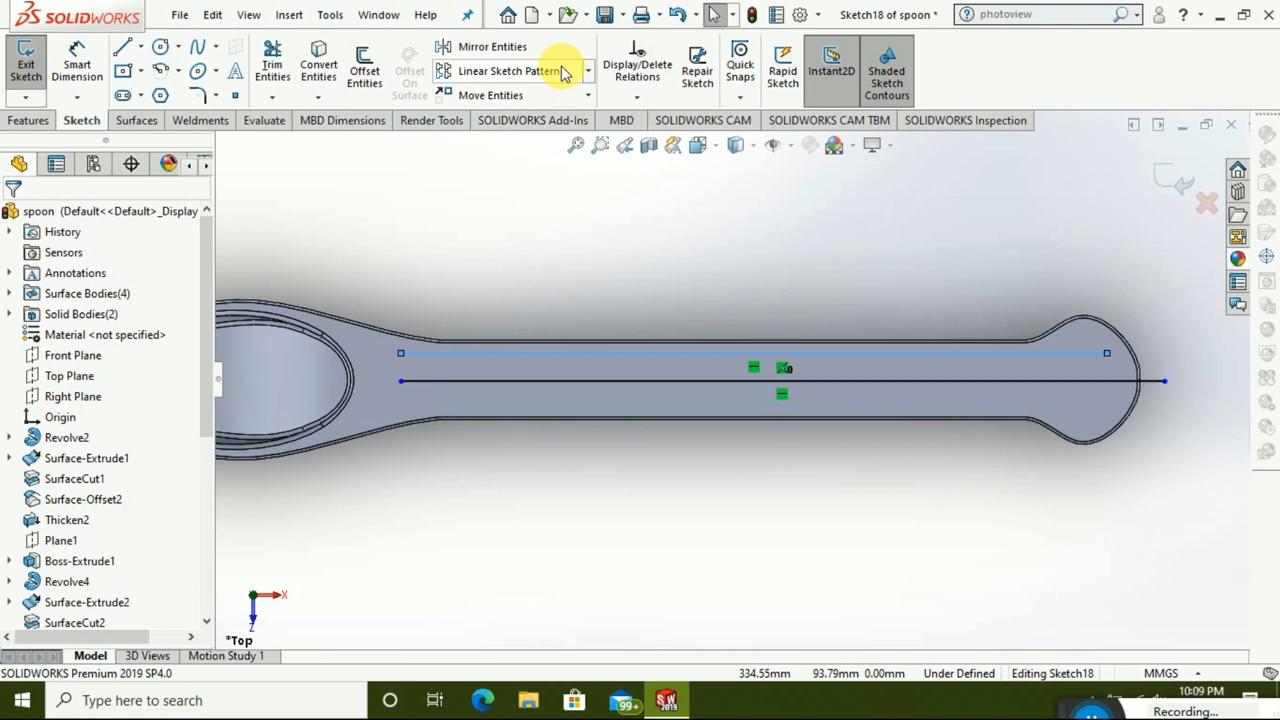 SOLIDWORKS
File
Edit
View
Insert
Tools
Window
Help
Sketch18 of spoon *
photoview
?
Exit
Sketch
Smart
Dimension
Trim
Entities
Convert
Entities
Offset
Entities
Offset
On
Surface
Mirror Entities
Linear Sketch Pattern
Move Entities
Display/Delete
Relations
Repair
Sketch
Quick
Snaps
Rapid
Sketch
Instant2D
Shaded
Sketch
Contours
Features
Sketch
Surfaces
Weldments
Evaluate
MBD Dimensions
Render Tools
SOLIDWORKS Add-Ins
MBD
SOLIDWORKS CAM
SOLIDWORKS CAM TBM
SOLIDWORKS Inspection
spoon (Default<<Default>_Display
History
Sensors
Annotations
Surface Bodies(4)
Solid Bodies(2)
Material <not specified>
Front Plane
Top Plane
Right Plane
Origin
Revolve2
Surface-Extrude1
SurfaceCut1
Surface-Offset2
Thicken2
Plane1
Boss-Extrude1
Revolve4
Surface-Extrude2
SurfaceCut2
X
Z
*Top
Model
3D Views
Motion Study 1
SOLIDWORKS Premium 2019 SP4.0
334.55mm
93.79mm 0.00mm
Under Defined
Editing Sketch18
MMGS
Type here to search
99+
SW
2019
10:09 PM
Recording...